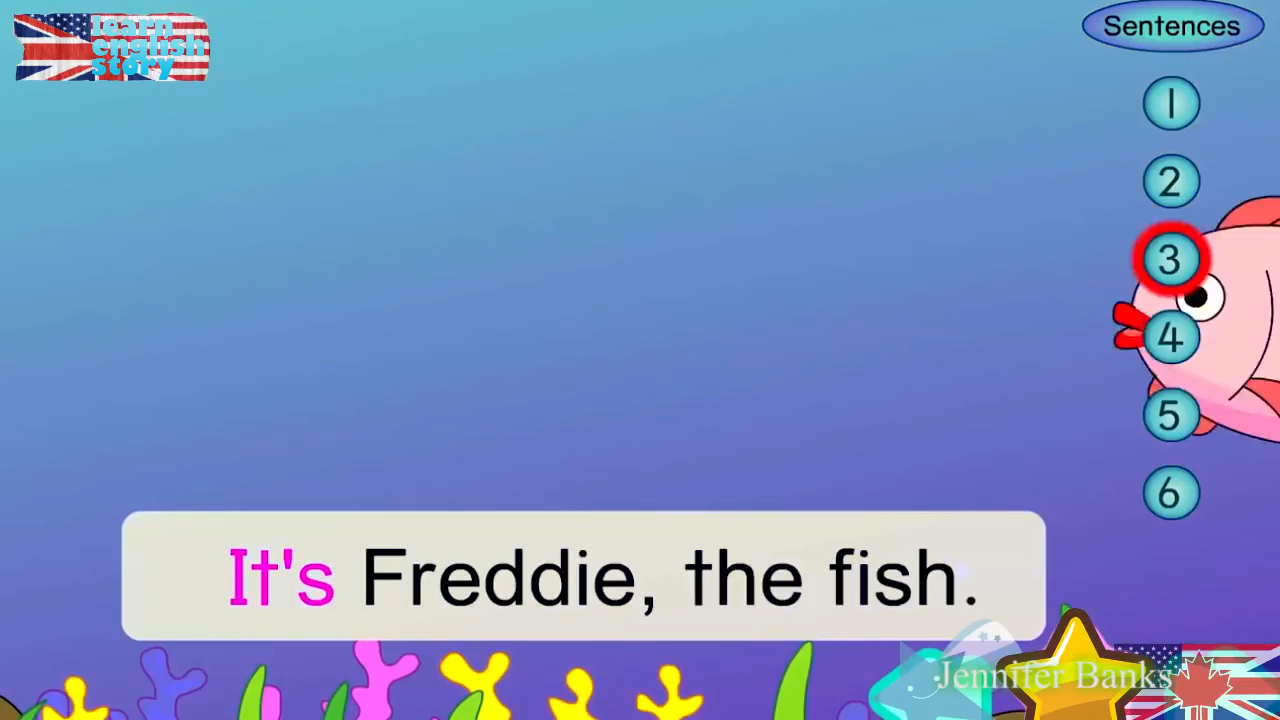 learn
english
story
Sentences
1
2
3
4
5
6
It's Freddie, the fish.
Jennifer Banks